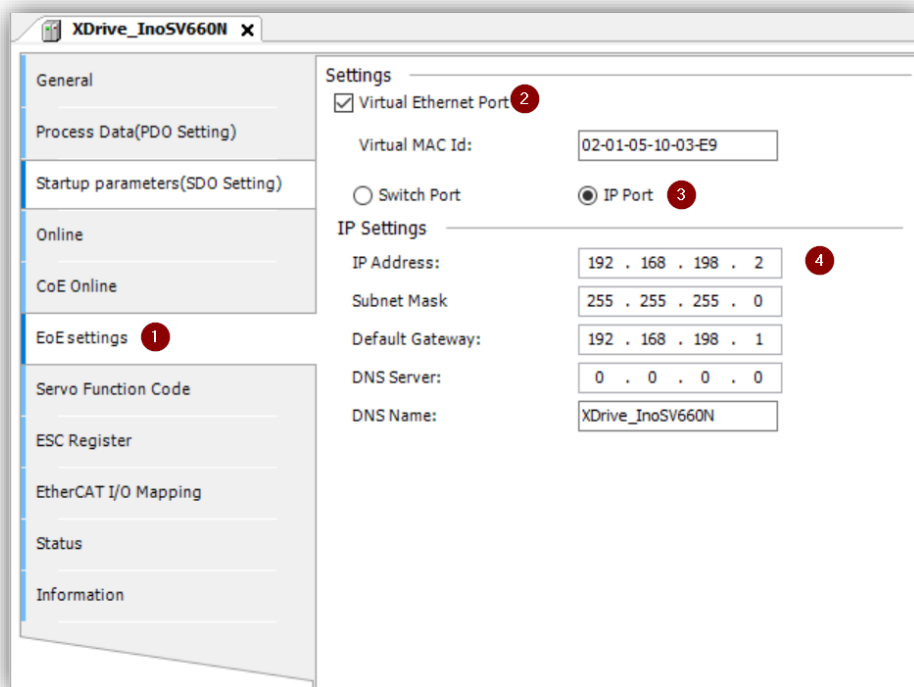 XDrive_InoSV660N X
General
Process Data(PDO Setting)
Startup parameters(SDO Setting)
Online
CoE Online
EoE settings 1
Servo Function Code
ESC Register
EtherCAT I/O Mapping
Status
Information
Settings
Virtual Ethernet Port 2
Virtual MAC Id: 02-01-05-10-03-E9
Switch Port IP Port 3
IP Settings
IP Address: 192 . 168 . 198 . 2 4
Subnet Mask 255 . 255 . 255 . 0
Default Gateway: 192 . 168 . 198 . 1
DNS Server: 0 . 0 . 0 . 0
DNS Name: XDrive_InoSV660N